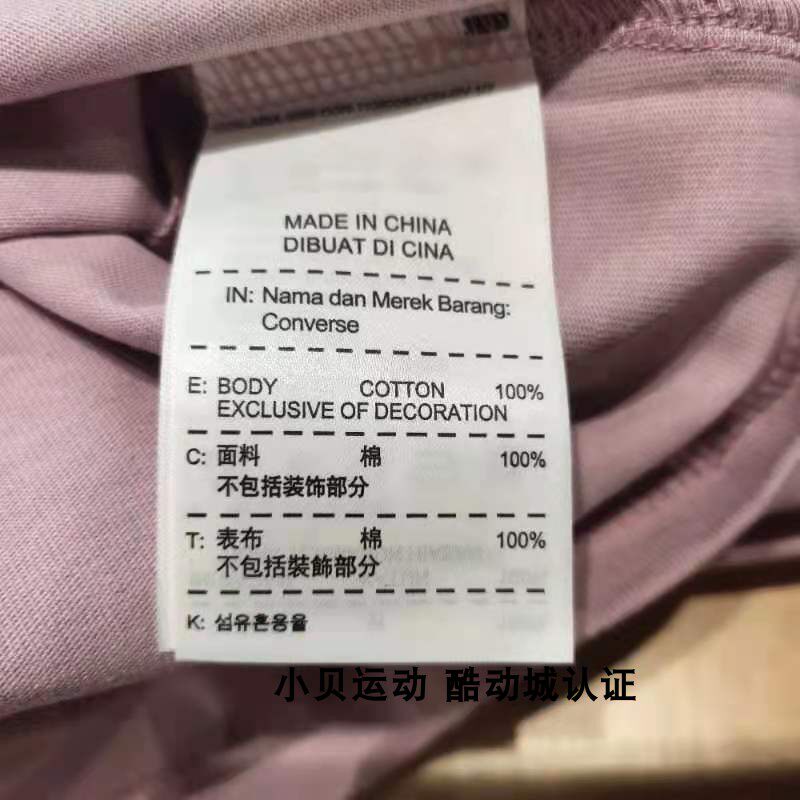 MADE IN CHINA
DIBUAT DI CINA
IN: Nama dan Merek Barang:
Converse
E: BODY COTTON 100%
EXCLUSIVE OF DECORATION
C: 面料 棉 100%
不包括装饰部分
T: 表布 棉 100%
不包括裝飾部分
K: 섬유혼용율
小贝运动 酷动城认证